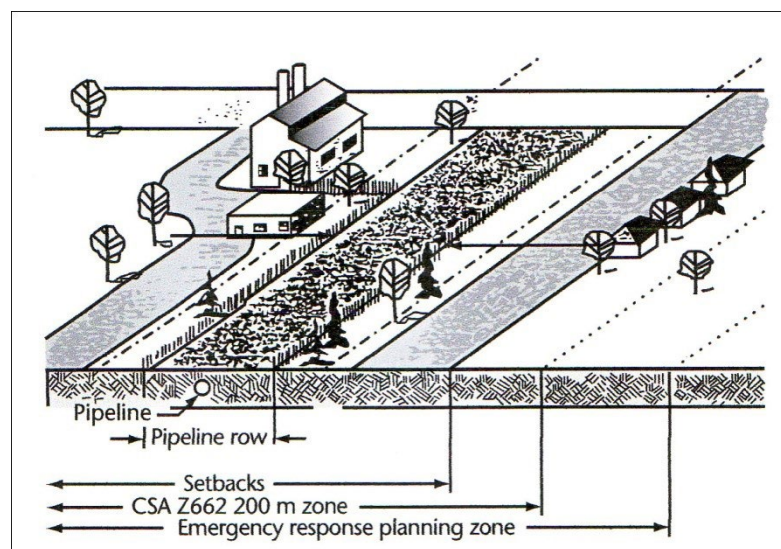 Pipeline
Pipeline row
Setbacks
CSA Z662 200 m zone
Emergency response planning zone